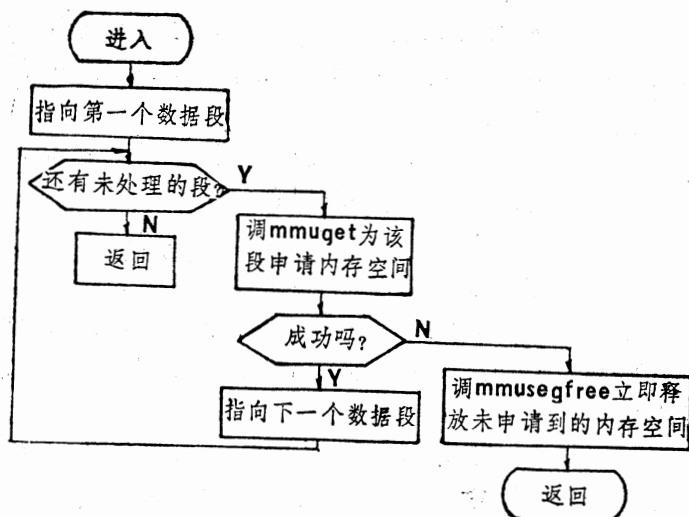 进入
指向第一个数据段
还有未处理的段?
Y
N
返回
调mmuget为该
段申请内存空间
成功吗?
N
Y
指向下一个数据段
调mmusegfree立即释
放未申请到的内存空间
返回